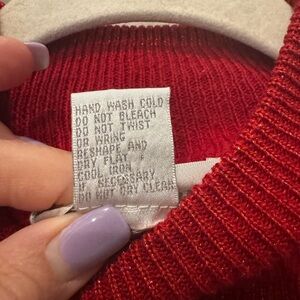 HAND WASH COLD
DO NOT BLEACH
DO NOT TWIST
OR WRING
RESHAPE AND
DRY FLAT
COOL IRON
IF NECESSARY
DO NOT DRY CLEAN